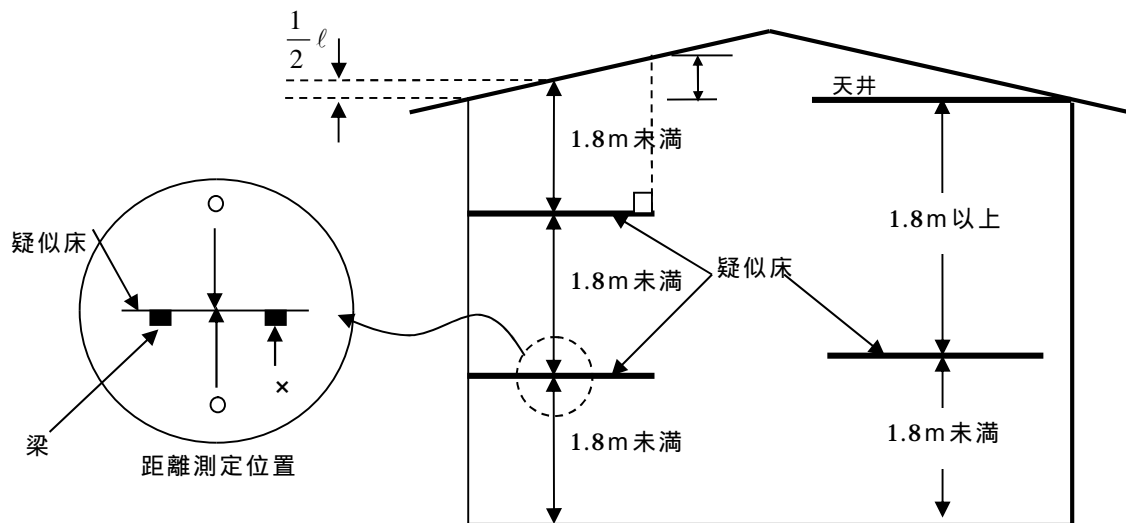 1/2 ℓ
天井
1.8m未満
1.8m以上
疑似床
1.8m未満
疑似床
×
1.8m未満
1.8m未満
梁
距離測定位置